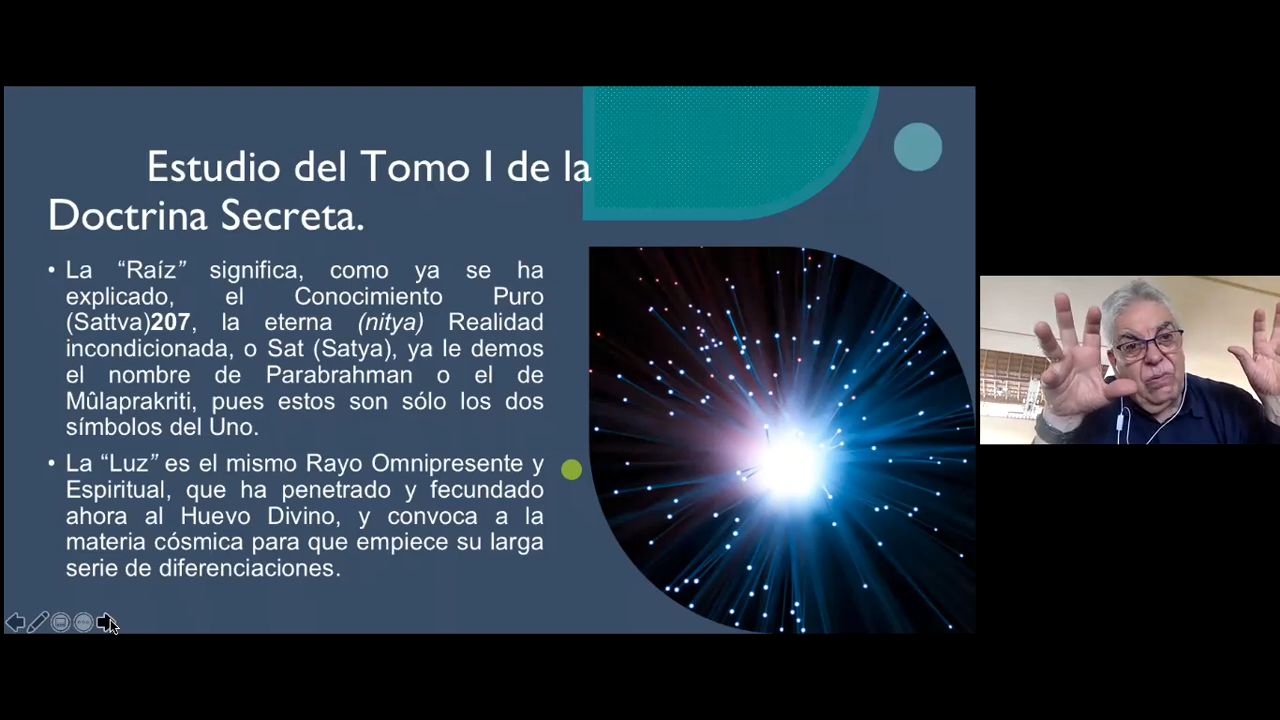 Estudio del Tomo I de la
Doctrina Secreta.
• La “Raíz” significa, como ya se ha
explicado, el Conocimiento Puro
(Sattva)207, la eterna (nitya) Realidad
incondicionada, o Sat (Satya), ya le demos
el nombre de Parabrahman o el de
Mûlaprakriti, pues estos son sólo los dos
símbolos del Uno.
• La “Luz” es el mismo Rayo Omnipresente y
Espiritual, que ha penetrado y fecundado
ahora al Huevo Divino, y convoca a la
materia cósmica para que empiece su larga
serie de diferenciaciones.